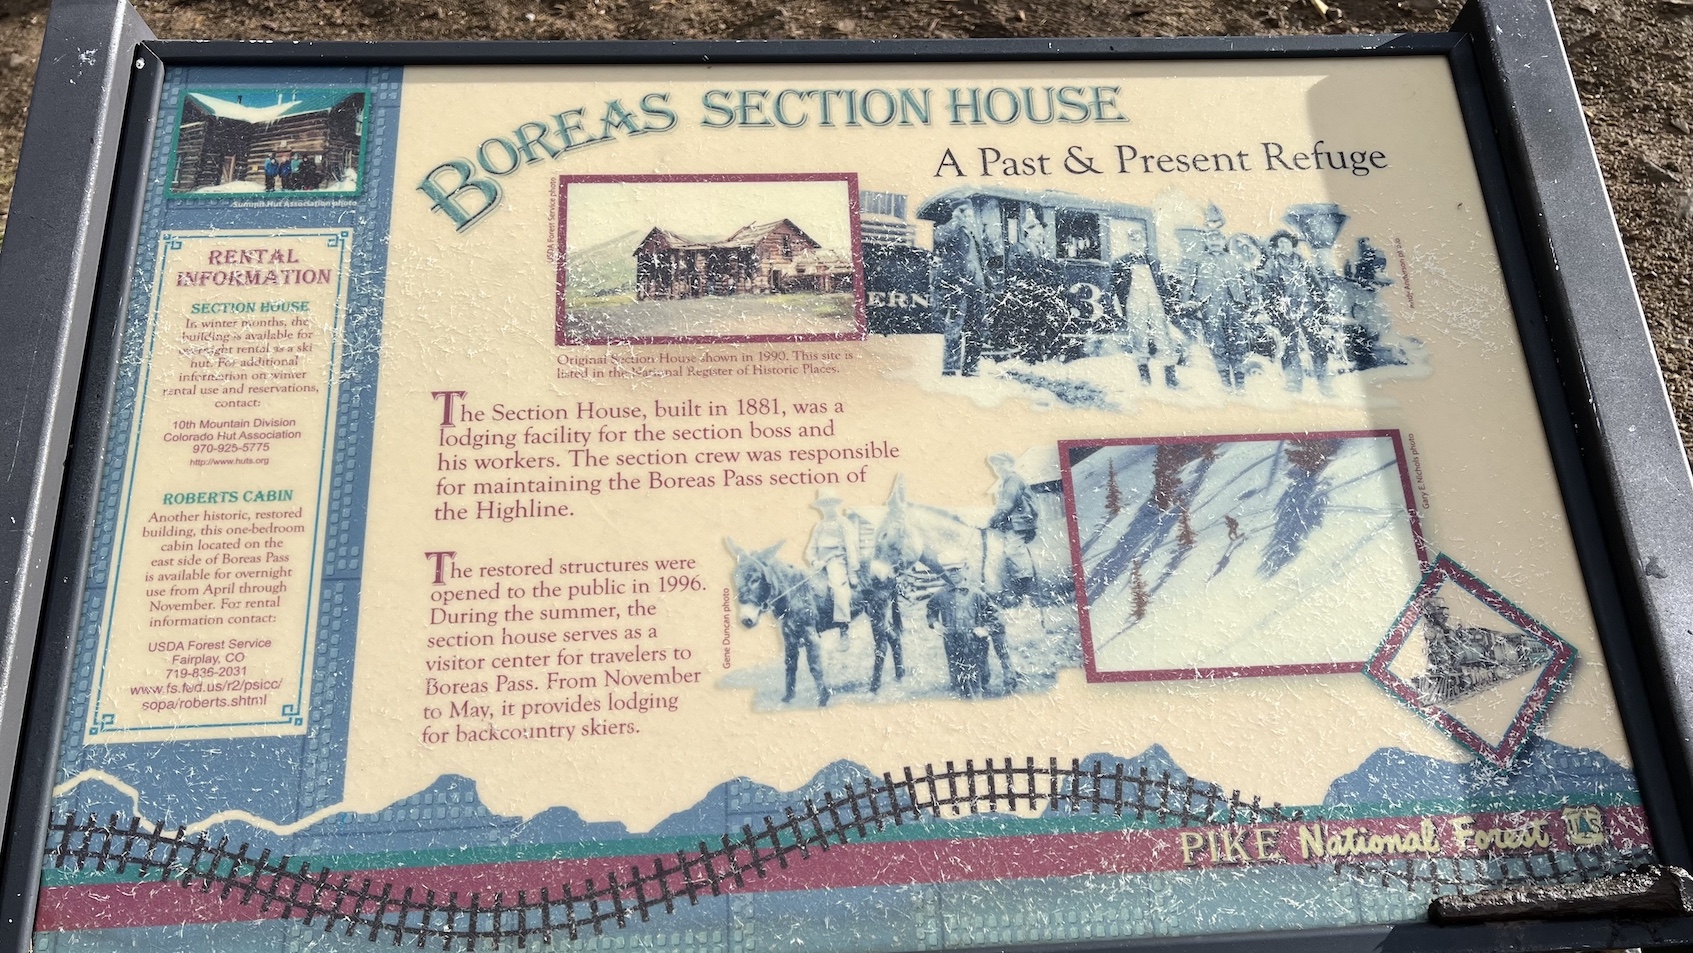 BOREAS SECTION HOUSE
A Past & Present Refuge
Summit Hut Association photo
RENTAL
INFORMATION
SECTION HOUSE
In winter months, the
building is available for
overnight rental as a ski
hut. For additional
information on winter
rental use and reservations,
contact:
10th Mountain Division
Colorado Hut Association
970-925-5775
http://www.huts.org
ROBERTS CABIN
Another historic, restored
building, this one-bedroom
cabin located on the
east side of Boreas Pass
is available for overnight
use from April through
November. For rental
information contact:
USDA Forest Service
Fairplay, CO
719-836-2031
www.fs.fed.us/r2/psicc/
sopa/roberts.shtml
USDA Forest Service photo
ERN
3
Original Section House shown in 1990. This site is
listed in the National Register of Historic Places.
The Section House, built in 1881, was a
lodging facility for the section boss and
his workers. The section crew was responsible
for maintaining the Boreas Pass section of
the Highline.
The restored structures were
opened to the public in 1996.
During the summer, the
section house serves as a
visitor center for travelers to
Boreas Pass. From November
to May, it provides lodging
for backcountry skiers.
Gene Duncan photo
Gary E. Nichols photo
PIKE National Forest